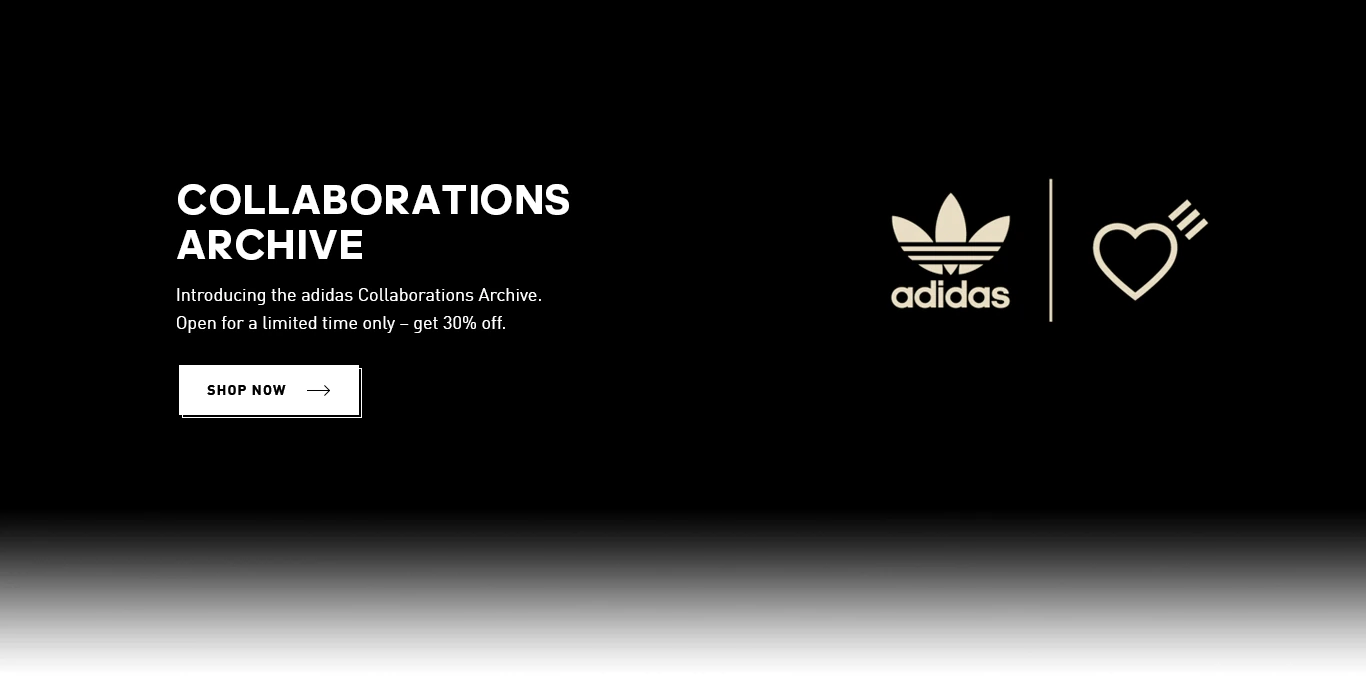 COLLABORATIONS
ARCHIVE
Introducing the adidas Collaborations Archive.
Open for a limited time only – get 30% off.
SHOP NOW
adidas